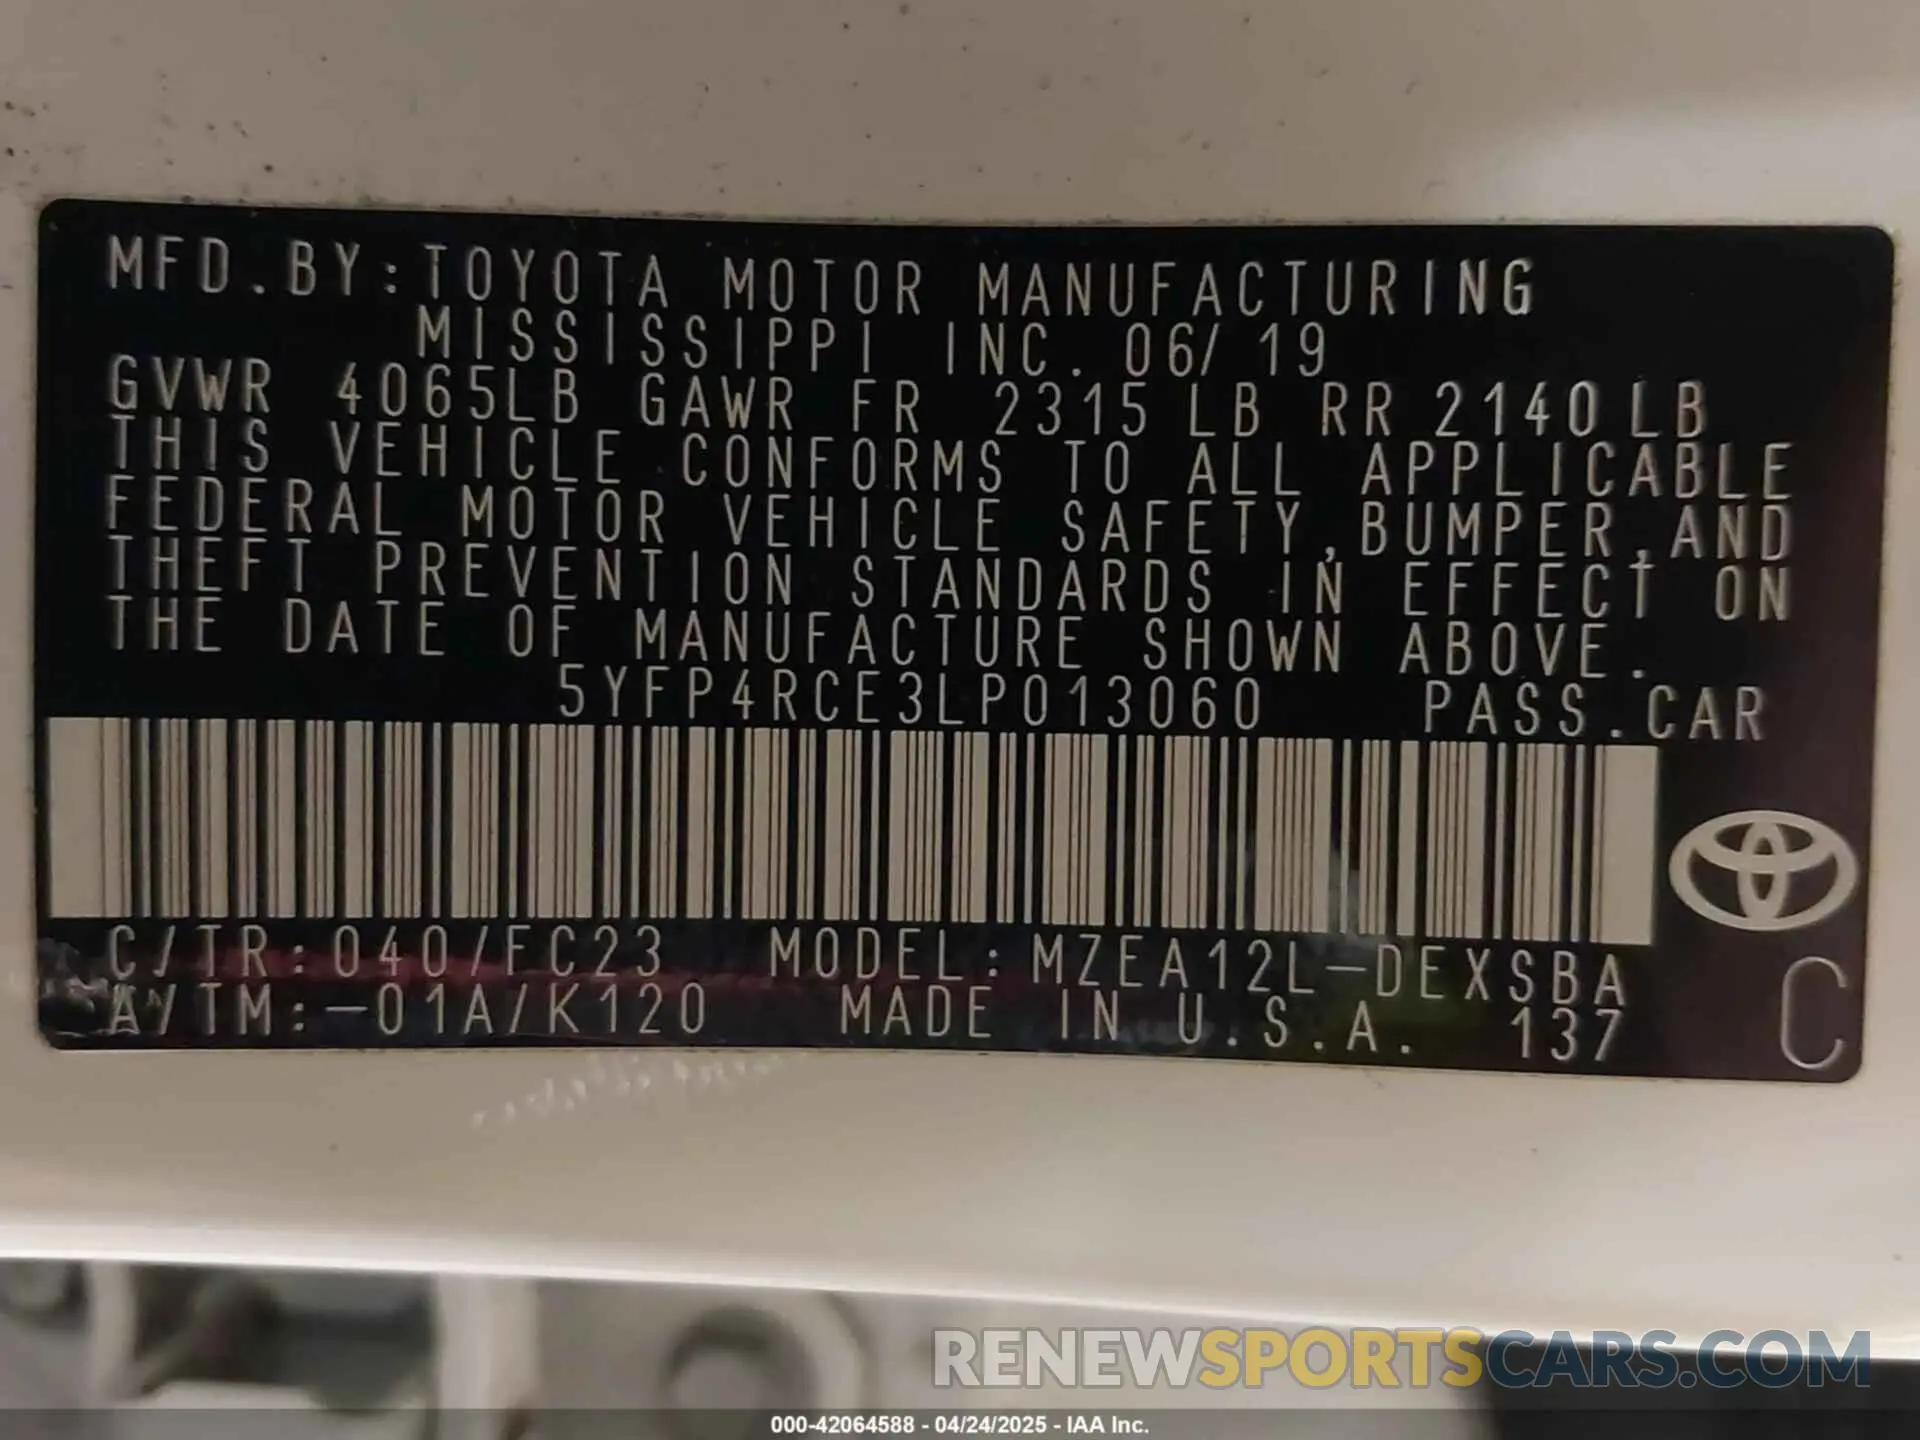 MFD.BY:TOYOTA MOTOR MANUFACTURING
MISSISSIPPI INC. 06/19
GVWR 4065LB GAWR FR 2315LB RR 2140LB
THIS VEHICLE CONFORMS TO ALL APPLICABLE
FEDERAL MOTOR VEHICLE SAFETY,BUMPER,AND
THEFT PREVENTION STANDARDS IN EFFECT ON
THE DATE OF MANUFACTURE SHOWN ABOVE.
5YFP4RCE3LP013060 PASS.CAR
C/TR:040/FC23 MODEL:MZEA12L-DEXSBA
A/TM:-01A/K120 MADE IN U.S.A. 137
C
RENEWSPORTSCARS.COM
000-42064588 - 04/24/2025 - IAA Inc.